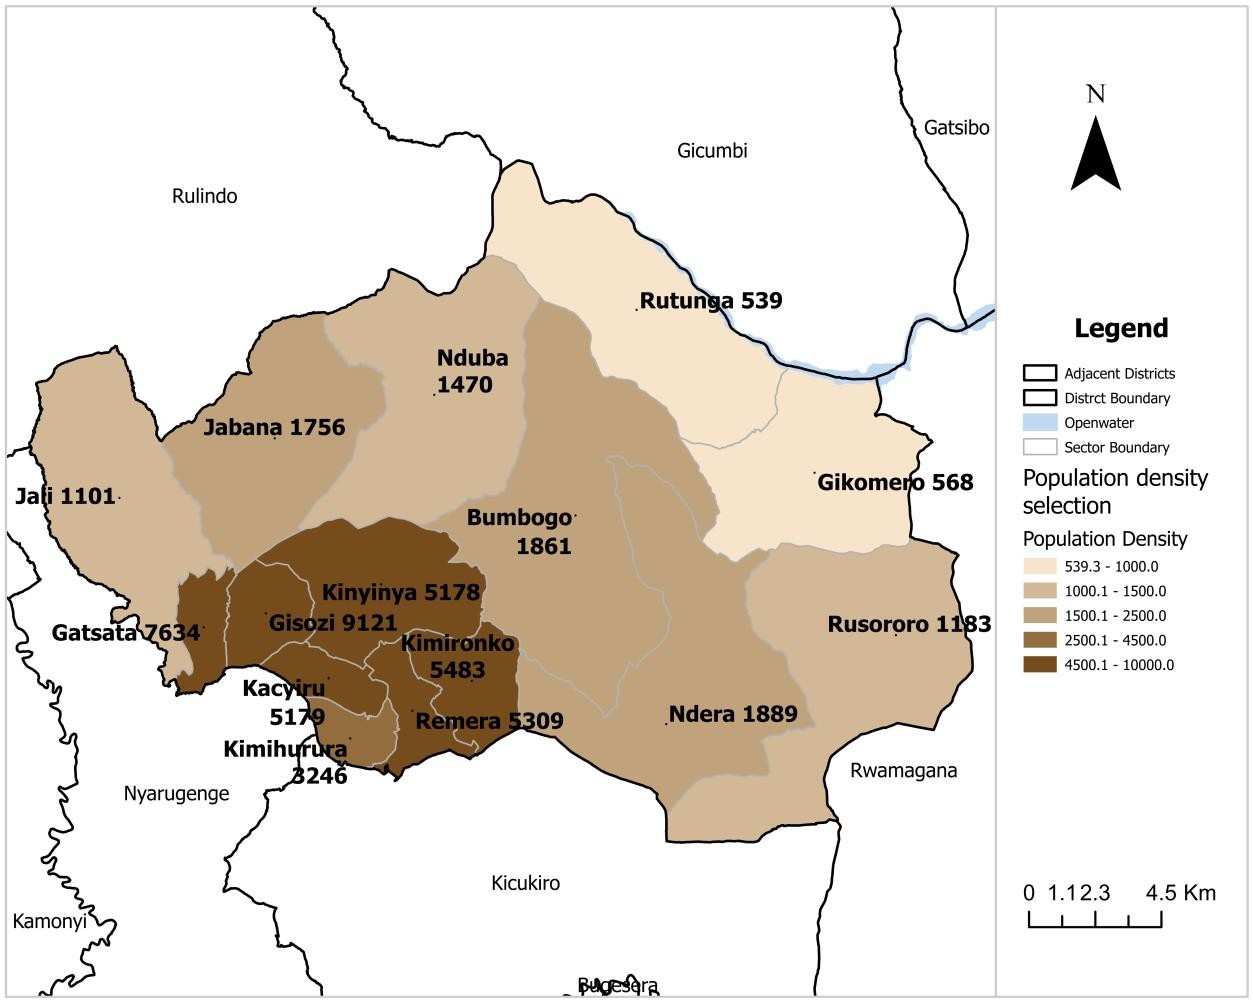 Gatsibo
Gicumbi
Rulindo
Rutunga 539
Nduba
1470
Jabana 1756
Gikomero 568
Jali 1101
Bumbogo
1861
Kinyinya 5178
Gisozi 9121
Rusororo 1183
Gatsata 7634
Kimironko
5483
Kacyiru
5179
Ndera 1889
Remera 5309
Kimihurura
3246
Rwamagana
Nyarugenge
Kicukiro
Kamonyi
Bugesera
N
Legend
Adjacent Districts
Distrct Boundary
Openwater
Sector Boundary
Population density
selection
Population Density
539.3 - 1000.0
1000.1 - 1500.0
1500.1 - 2500.0
2500.1 - 4500.0
4500.1 - 10000.0
0 1.12.3 4.5 Km